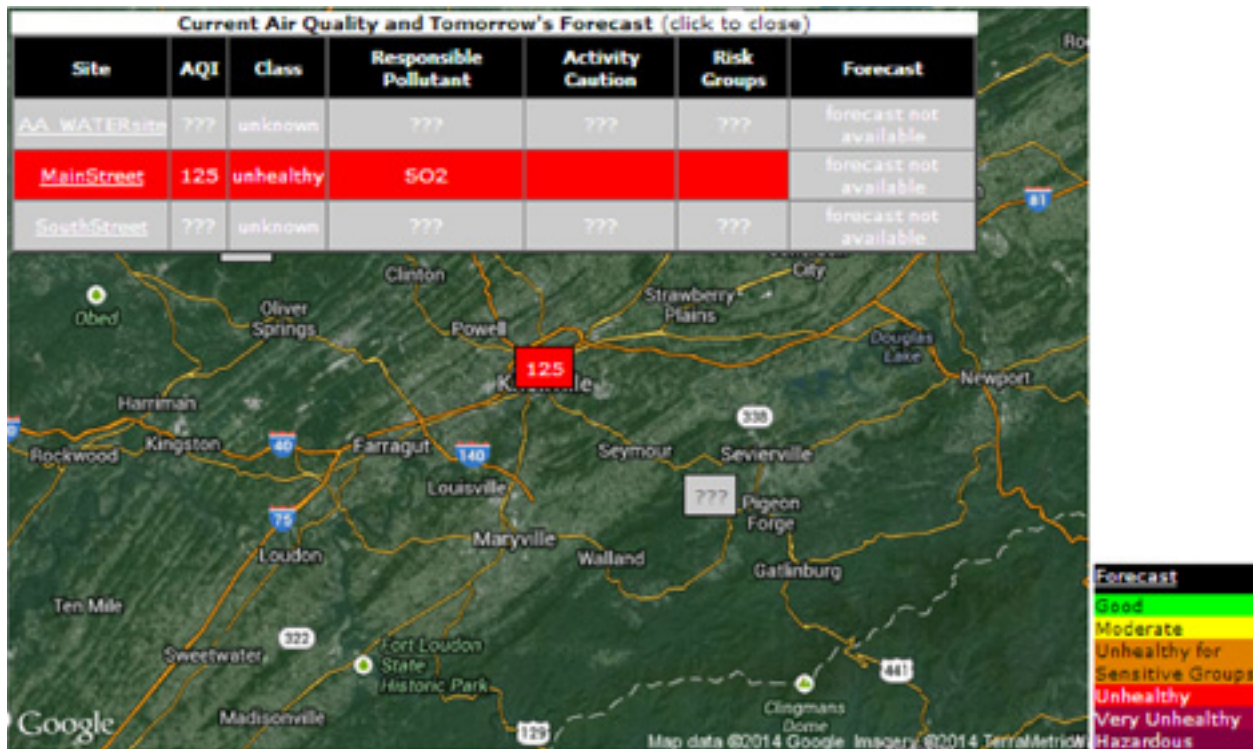 Current Air Quality and Tomorrow's Forecast (click to close)
Site AQI Class Responsible Pollutant Activity Caution Risk Groups Forecast
AA_WATERsite ??? unknown ??? ??? ??? forecast not available
MainStreet 125 unhealthy SO2 forecast not available
SouthStreet ??? unknown ??? ??? ??? forecast not available
81
Clinton
City
Obed
Oliver
Springs
Strawberry
Plains
Powell
Douglas
Lake
125
Newport
Harriman
338
Rockwood
Kingston
40
Farragut
140
Seymour
Sevierville
Louisville
???
Pigeon
Forge
75
Maryville
Loudon
Walland
Gatlinburg
Ten Mile
322
Sweetwater
Fort Loudon
State
Historic Park
441
Clingmans
Dome
Madisonville
129
Google
Map data ©2014 Google Imagery ©2014 TerraMetrics
Forecast
Good
Moderate
Unhealthy for
Sensitive Groups
Unhealthy
Very Unhealthy
Hazardous